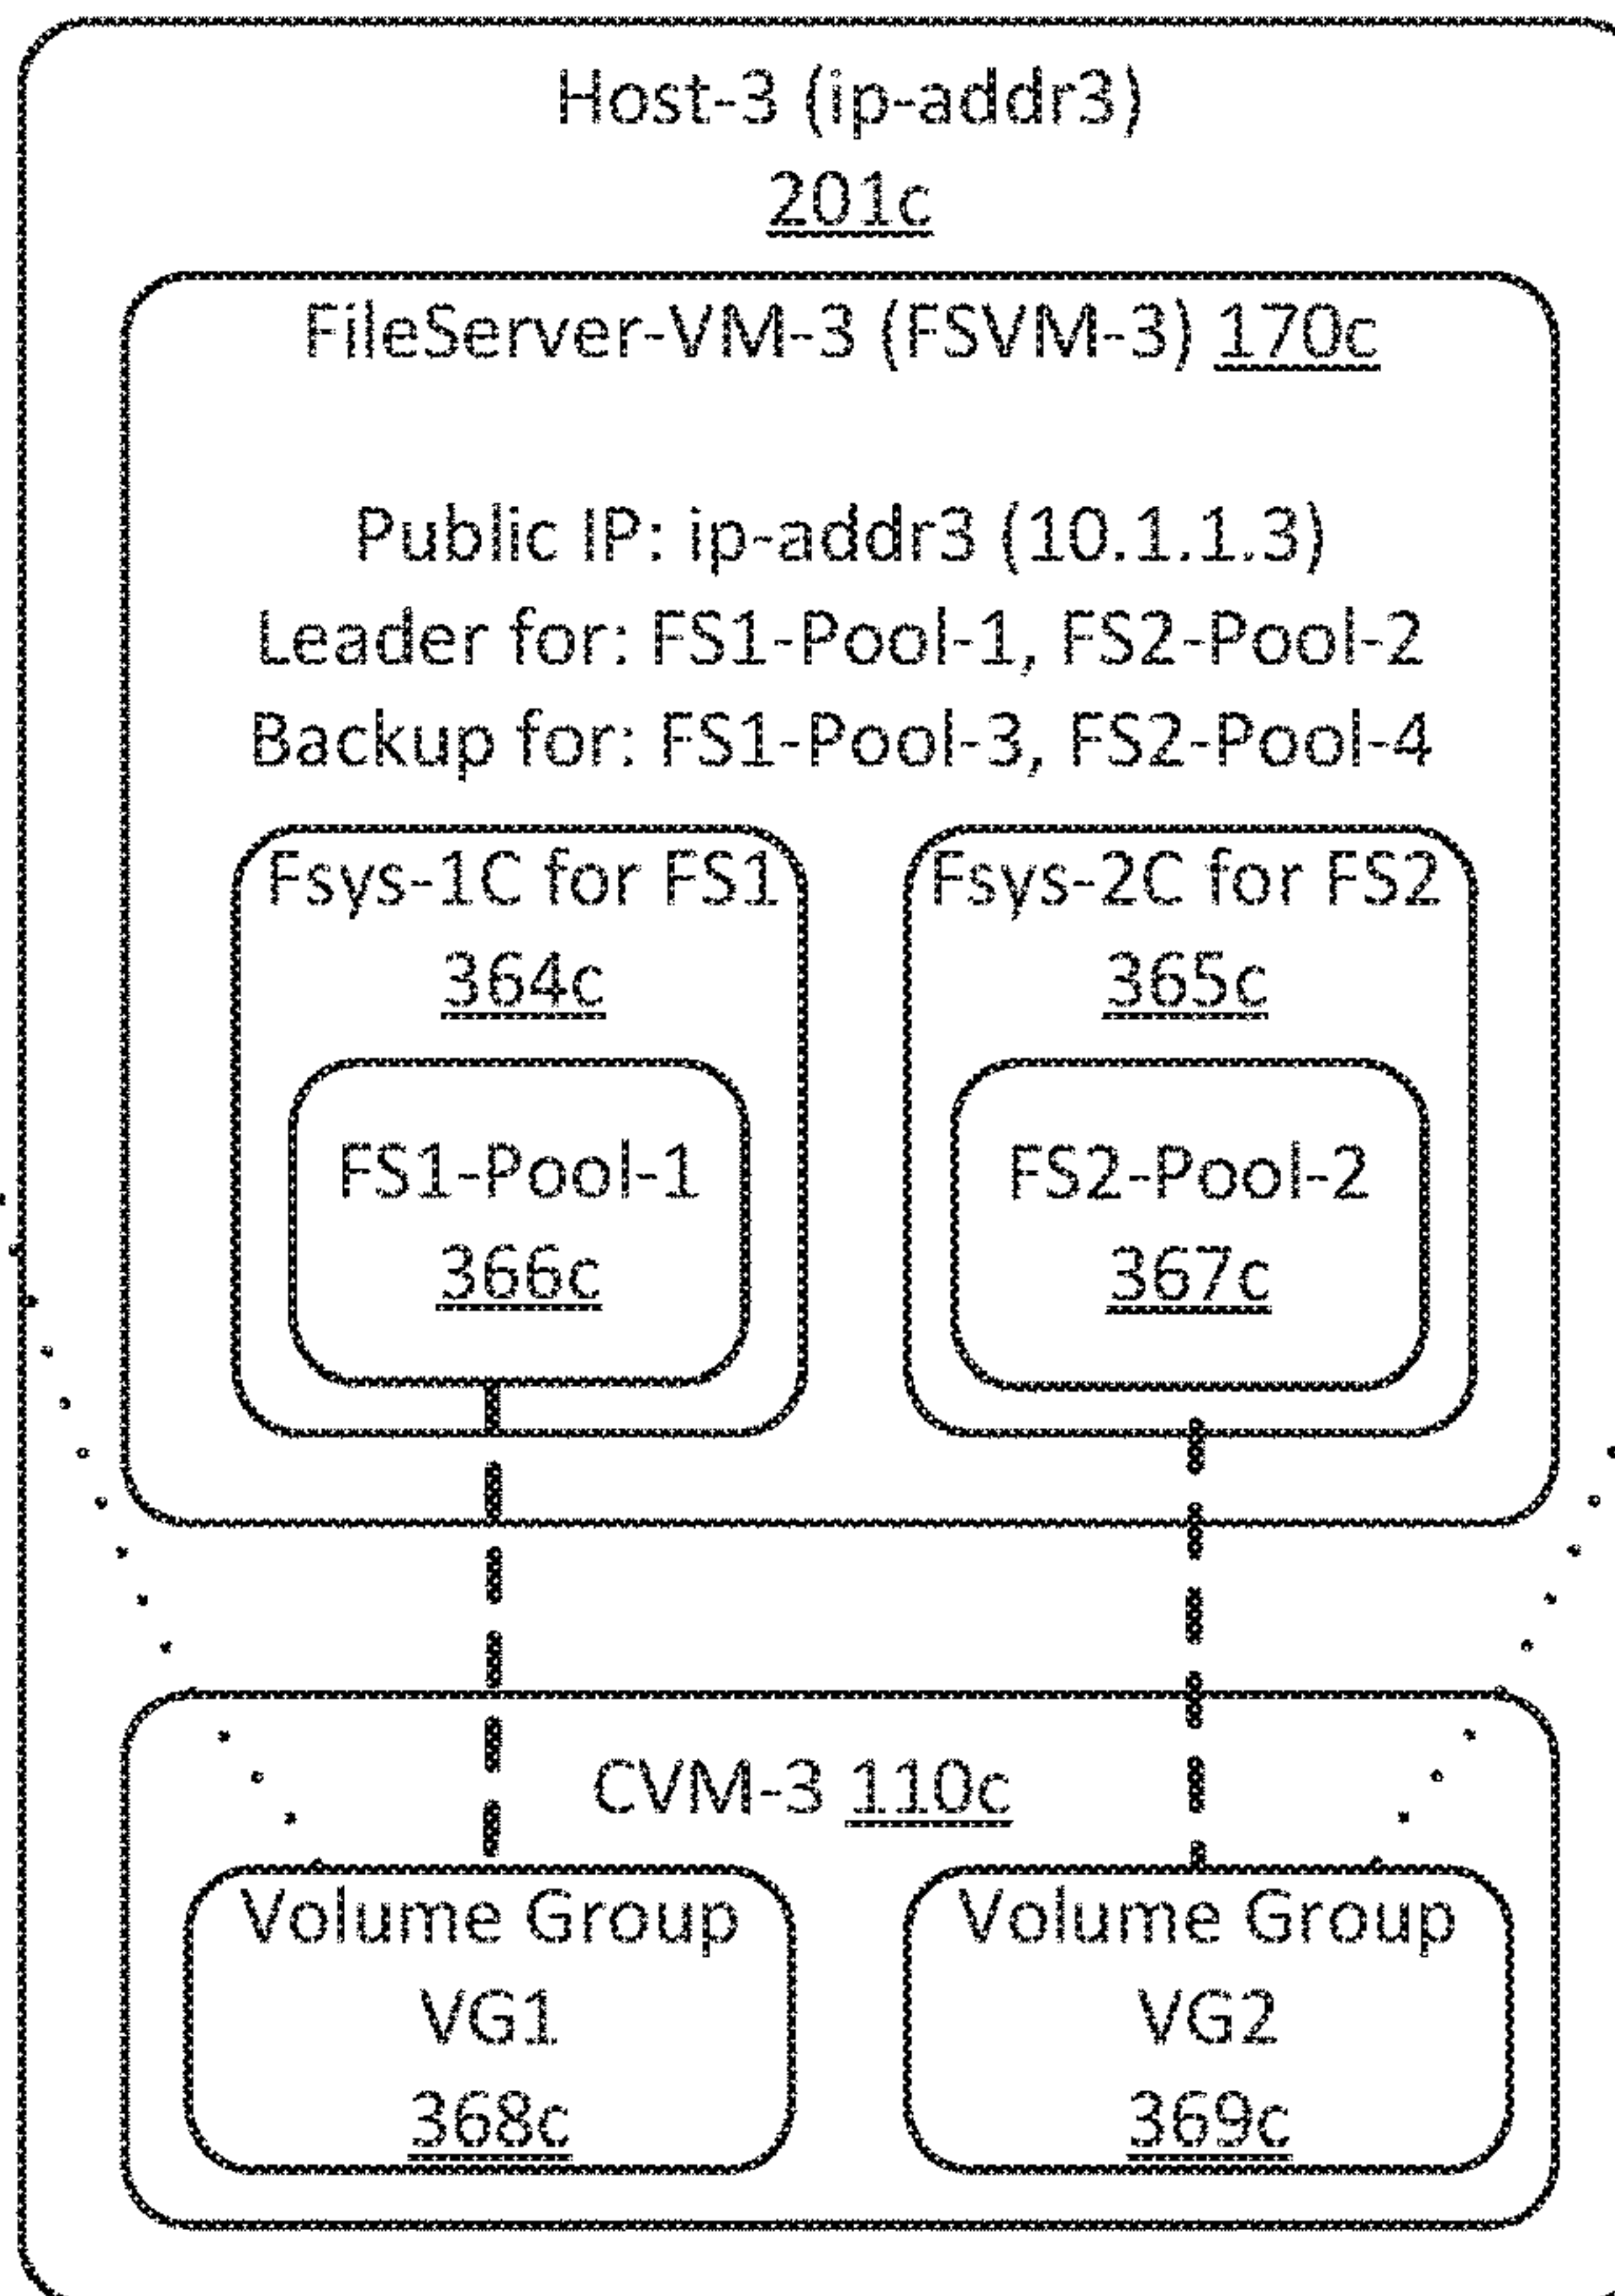 Host-3 (ip-addr3)
201c
FileServer-VM-3 (FSVM-3) 170c
Public IP: ip-addr3 (10.1.1.3)
Leader for: FS1-Pool-1, FS2-Pool-2
Backup for: FS1-Pool-3, FS2-Pool-4
Fsys-1C for FS1
364c
FS1-Pool-1
366c
Fsys-2C for FS2
365c
FS2-Pool-2
367c
CVM-3 110c
Volume Group
VG1
368c
Volume Group
VG2
369c